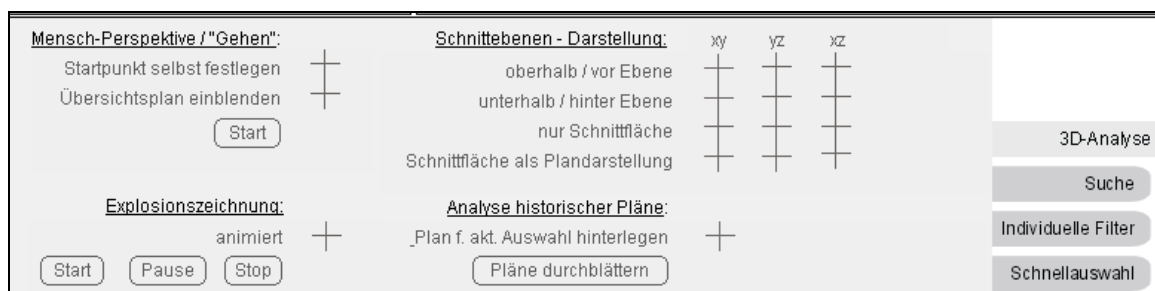 Mensch-Perspektive / "Gehen":
Startpunkt selbst festlegen
Übersichtsplan einblenden
Start
Schnittebenen - Darstellung: xy yz xz
oberhalb / vor Ebene
unterhalb / hinter Ebene
nur Schnittfläche
Schnittfläche als Plandarstellung
Explosionszeichnung:
animiert
Start Pause Stop
Analyse historischer Pläne:
_Plan f. akt. Auswahl hinterlegen
Pläne durchblättern
3D-Analyse
Suche
Individuelle Filter
Schnellauswahl